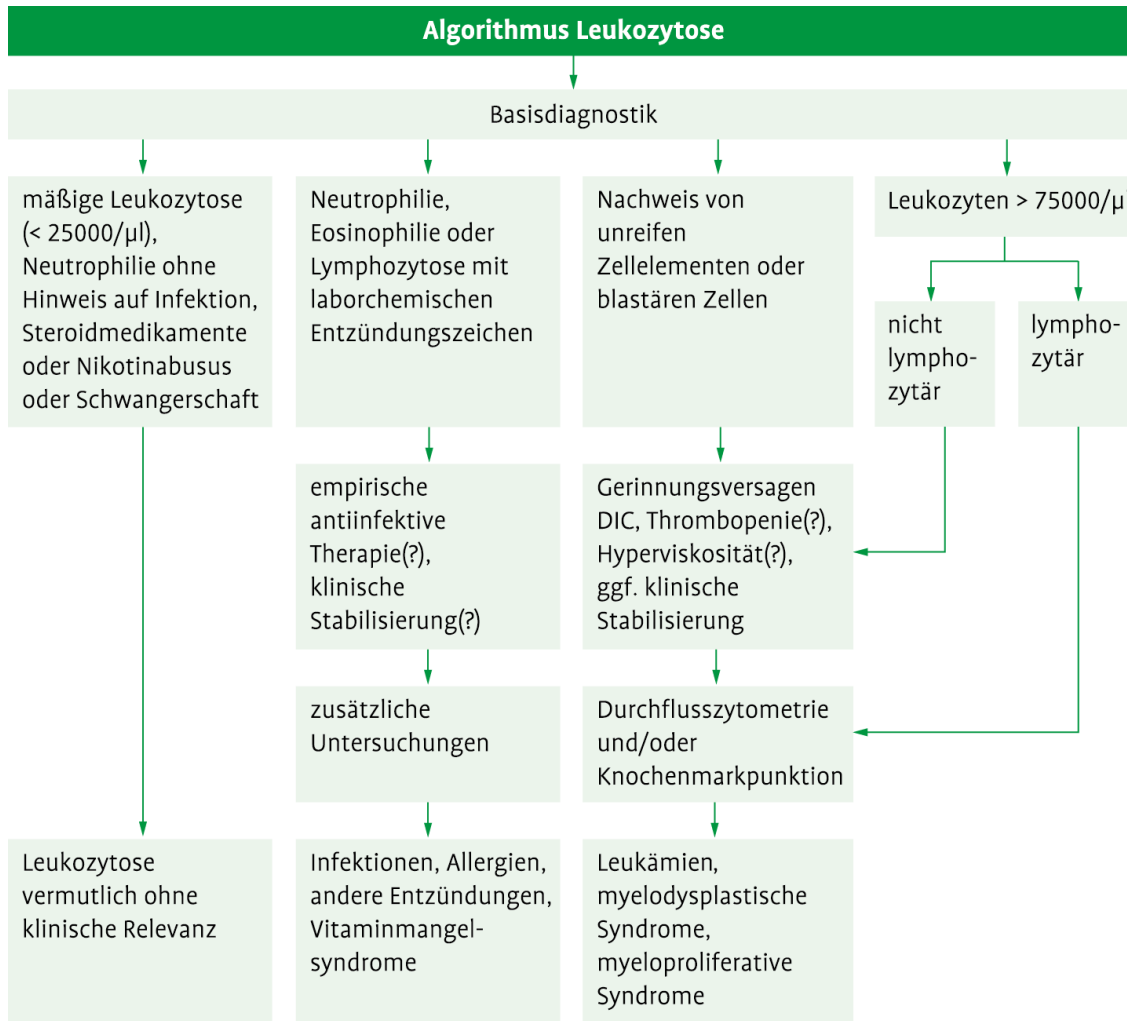 Algorithmus Leukozytose
Basisdiagnostik
mäßige Leukozytose
(< 25000/µl),
Neutrophilie ohne
Hinweis auf Infektion,
Steroidmedikamente
oder Nikotinabusus
oder Schwangerschaft
Neutrophilie,
Eosinophilie oder
Lymphozytose mit
laborchemischen
Entzündungszeichen
Nachweis von
unreifen
Zellelementen oder
blastären Zellen
Leukozyten > 75000/µl
nicht
lympho-
zytär
lympho-
zytär
empirische
antiinfektive
Therapie(?),
klinische
Stabilisierung(?)
Gerinnungsversagen
DIC, Thrombopenie(?),
Hyperviskosität(?),
ggf. klinische
Stabilisierung
zusätzliche
Untersuchungen
Durchflusszytometrie
und/oder
Knochenmarkpunktion
Leukozytose
vermutlich ohne
klinische Relevanz
Infektionen, Allergien,
andere Entzündungen,
Vitaminmangel-
syndrome
Leukämien,
myelodysplastische
Syndrome,
myeloproliferative
Syndrome